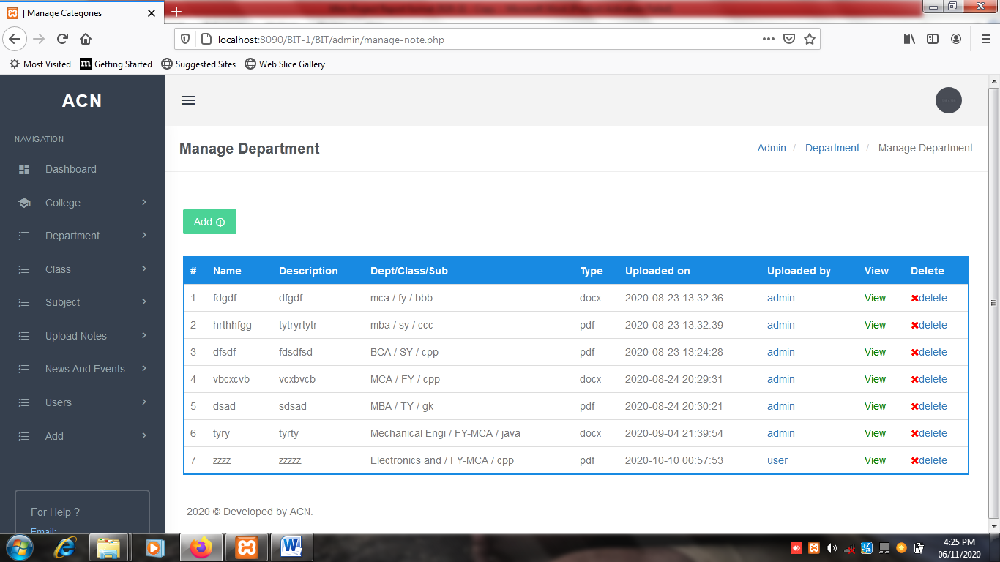 | Manage Categories
localhost:8090/BIT-1/BIT/admin/manage-note.php
Most Visited Getting Started Suggested Sites Web Slice Gallery
ACN
NAVIGATION
Dashboard
College
Department
Class
Subject
Upload Notes
News And Events
Users
Add
For Help ?
Email:
Manage Department
Admin / Department / Manage Department
Add
# Name Description Dept/Class/Sub Type Uploaded on Uploaded by View Delete
1 fdgdf dfgdf mca / fy / bbb docx 2020-08-23 13:32:36 admin View delete
2 hrthhfgg tytryrtytr mba / sy / ccc pdf 2020-08-23 13:32:39 admin View delete
3 dfsdf fdsdfsd BCA / SY / cpp pdf 2020-08-23 13:24:28 admin View delete
4 vbcxcvb vcxbvcb MCA / FY / cpp docx 2020-08-24 20:29:31 admin View delete
5 dsad sdsad MBA / TY / gk pdf 2020-08-24 20:30:21 admin View delete
6 tyry tyrty Mechanical Engi / FY-MCA / java docx 2020-09-04 21:39:54 admin View delete
7 zzzz zzzzz Electronics and / FY-MCA / cpp pdf 2020-10-10 00:57:53 user View delete
2020 © Developed by ACN.
4:25 PM
06/11/2020